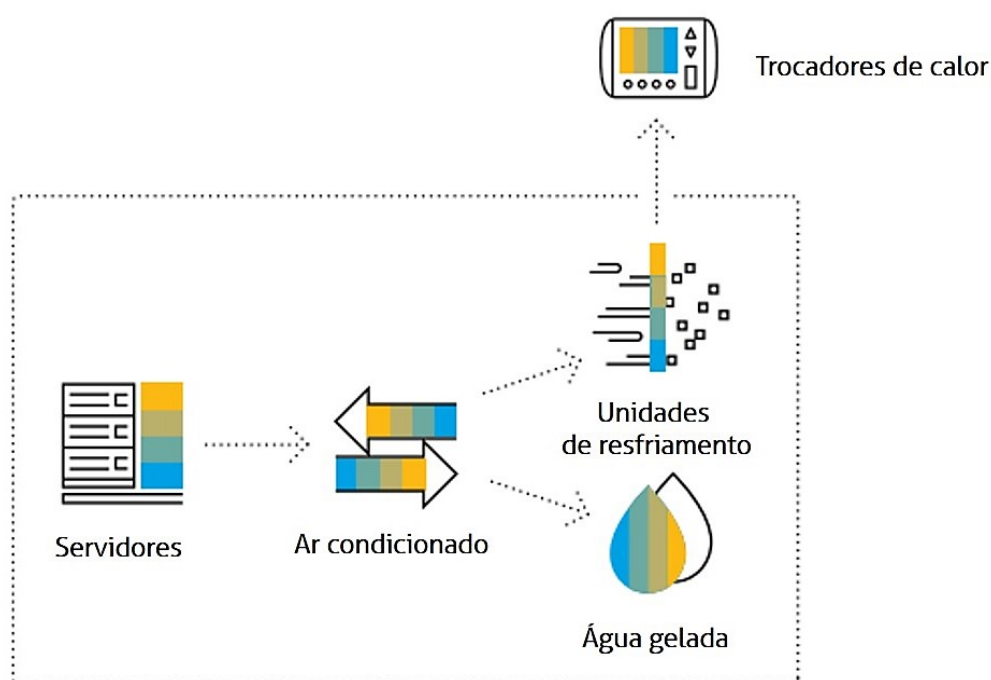 Trocadores de calor
Unidades
de resfriamento
Servidores
Ar condicionado
Água gelada